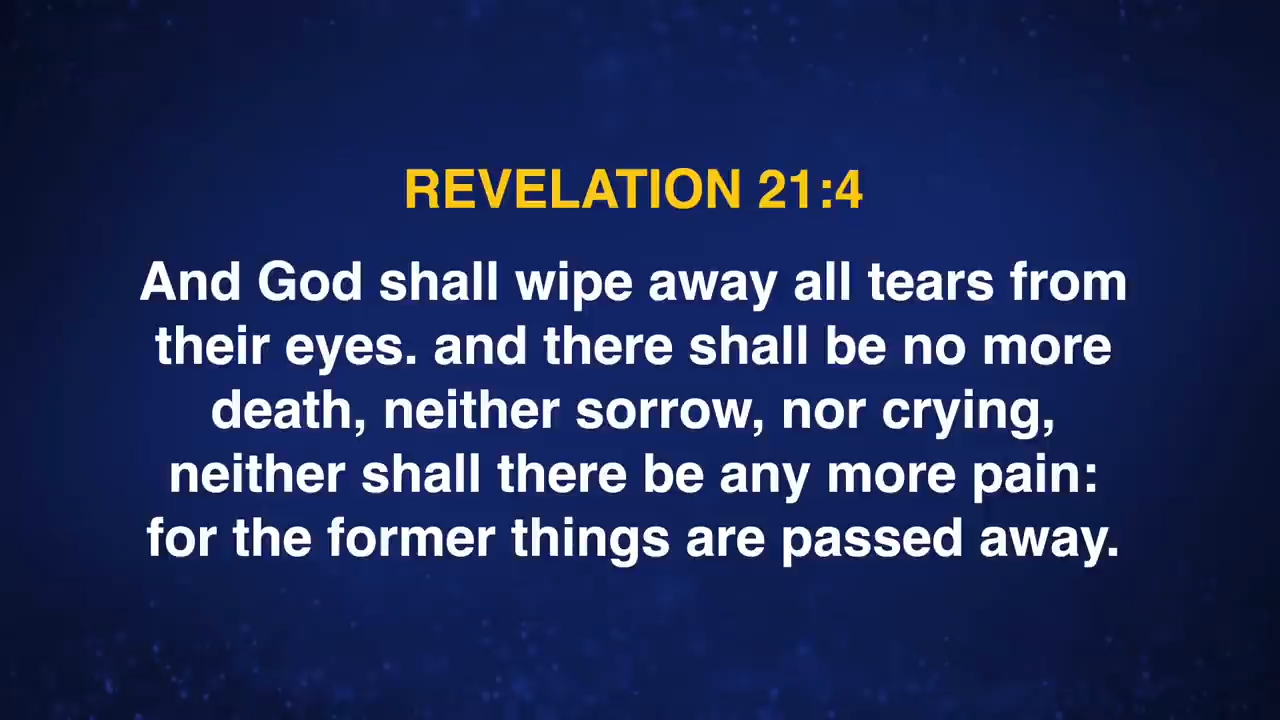 REVELATION 21:4
And God shall wipe away all tears from
their eyes. and there shall be no more
death, neither sorrow, nor crying,
neither shall there be any more pain:
for the former things are passed away.